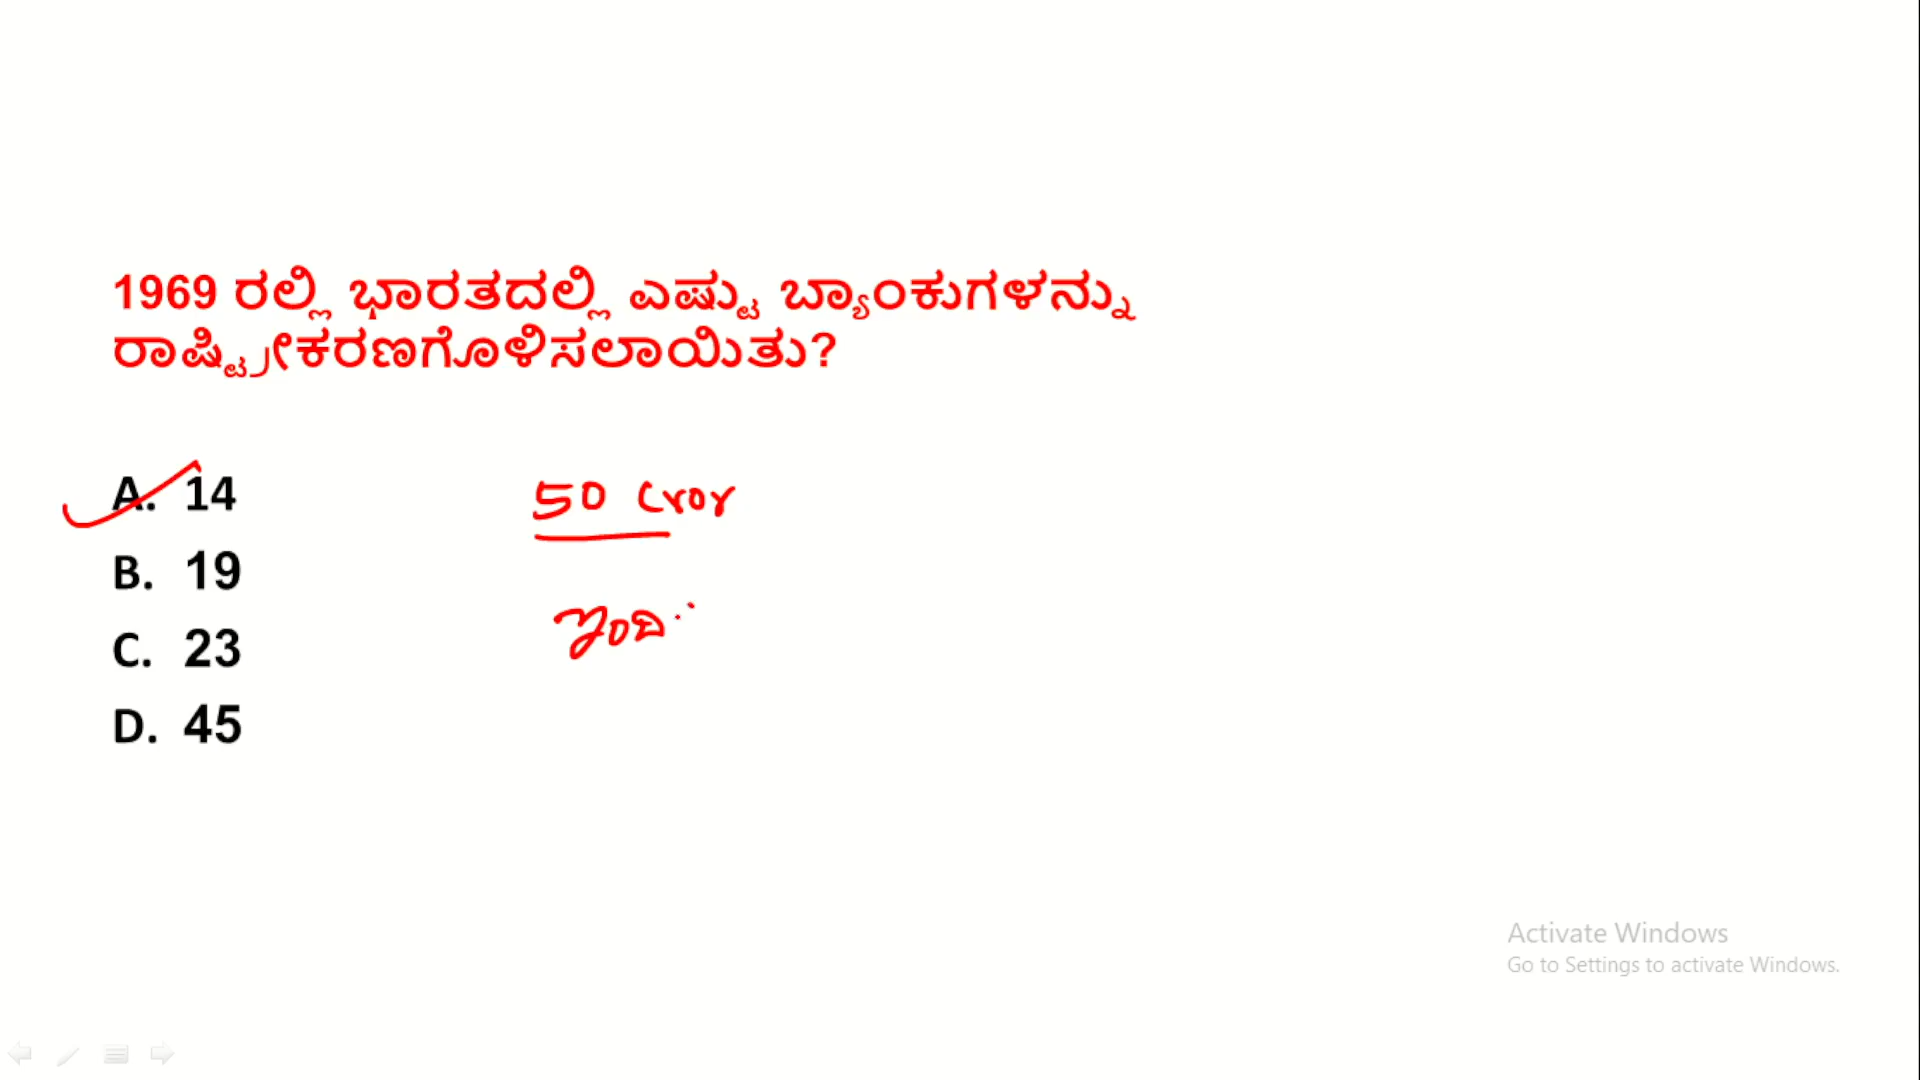 1969 ರಲ್ಲಿ ಭಾರತದಲ್ಲಿ ಎಷ್ಟು ಬ್ಯಾಂಕುಗಳನ್ನು
ರಾಷ್ಟ್ರೀಕರಣಗೊಳಿಸಲಾಯಿತು?
A. 14
50 Cror
B. 19
C. 23
D. 45
Activate Windows
Go to Settings to activate Windows.